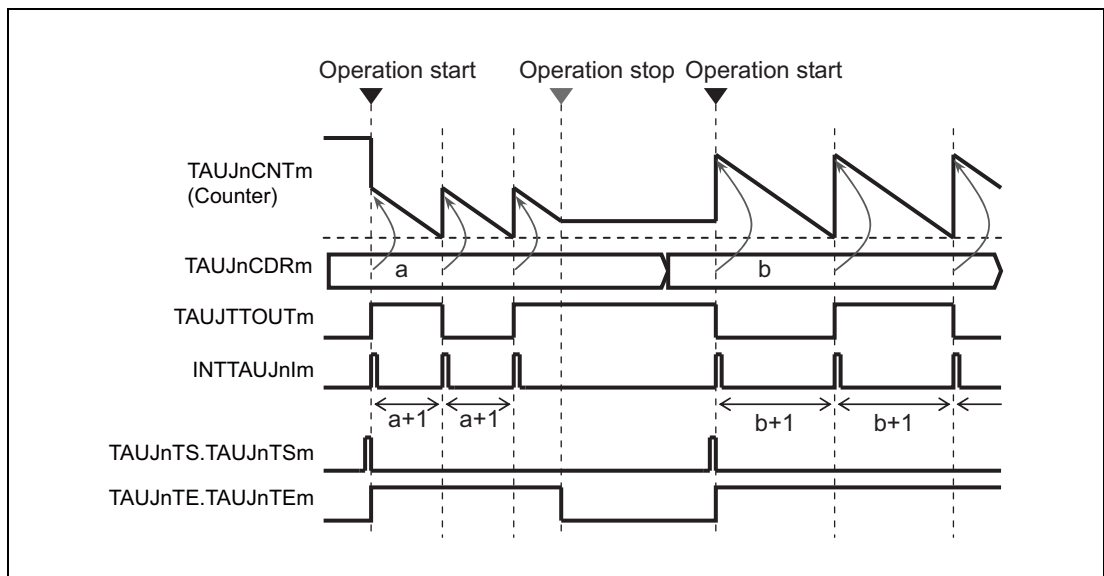 Operation start Operation stop Operation start
TAUJnCNTm
(Counter)
TAUJnCDRm a b
TAUJTTOUTm
INTTAUJnIm
a+1 a+1 b+1 b+1
TAUJnTS.TAUJnTSm
TAUJnTE.TAUJnTEm